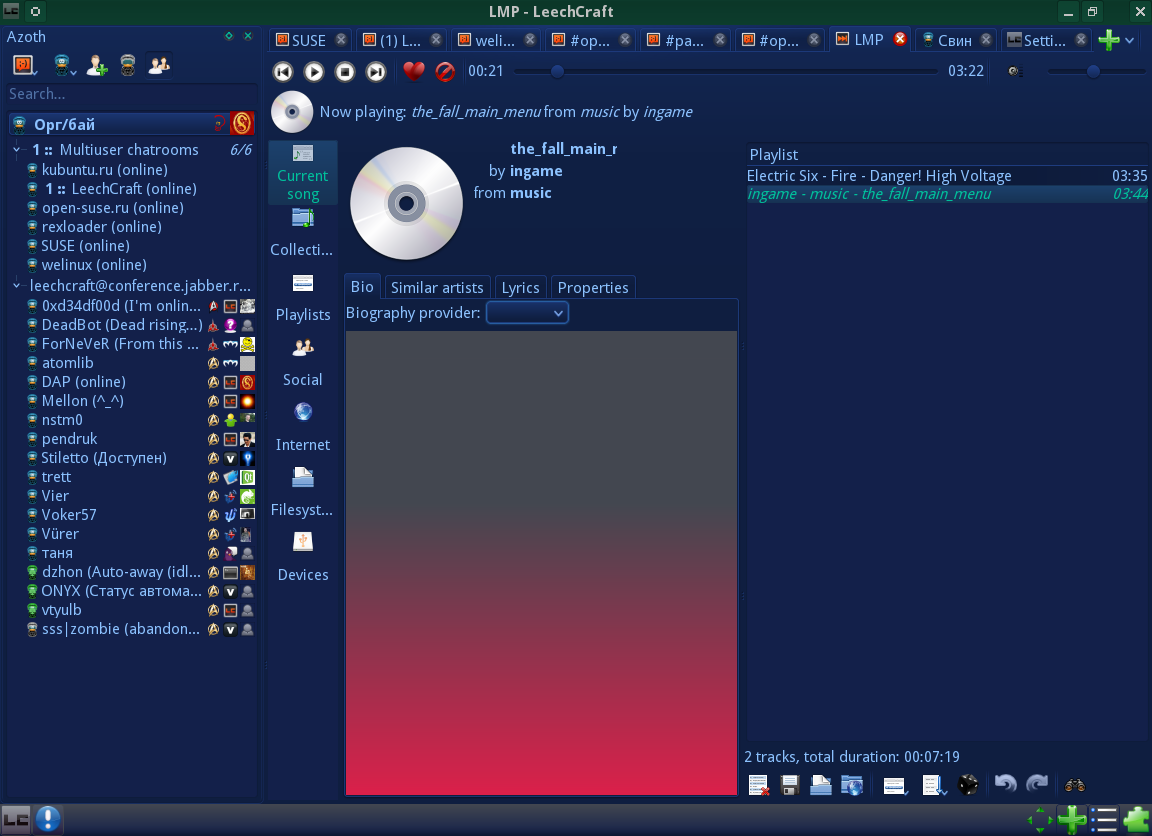 LMP - LeechCraft
Azoth
SUSE
(1) L...
weli...
#op...
#pa...
#op...
LMP
Свин
Setti...
Search...
00:21
03:22
Now playing: the_fall_main_menu from music by ingame
Орг/бай
1 :: Multiuser chatrooms 6/6
kubuntu.ru (online)
1 :: LeechCraft (online)
open-suse.ru (online)
rexloader (online)
SUSE (online)
welinux (online)
leechcraft@conference.jabber.r...
0xd34df00d (I'm onlin...
DeadBot (Dead rising...)
ForNeVeR (From this ...
atomlib
DAP (online)
Mellon (^_^)
nstm0
pendruk
Stiletto (Доступен)
trett
Vier
Voker57
Vürer
таня
dzhon (Auto-away (idl...
ONYX (Статус автома...
vtyulb
sss|zombie (abandon...
Current
song
Collecti...
Playlists
Social
Internet
Filesyst...
Devices
the_fall_main_r
by ingame
from music
Bio
Similar artists
Lyrics
Properties
Biography provider:
Playlist
Electric Six - Fire - Danger! High Voltage 03:35
ingame - music - the_fall_main_menu 03:44
2 tracks, total duration: 00:07:19
LC